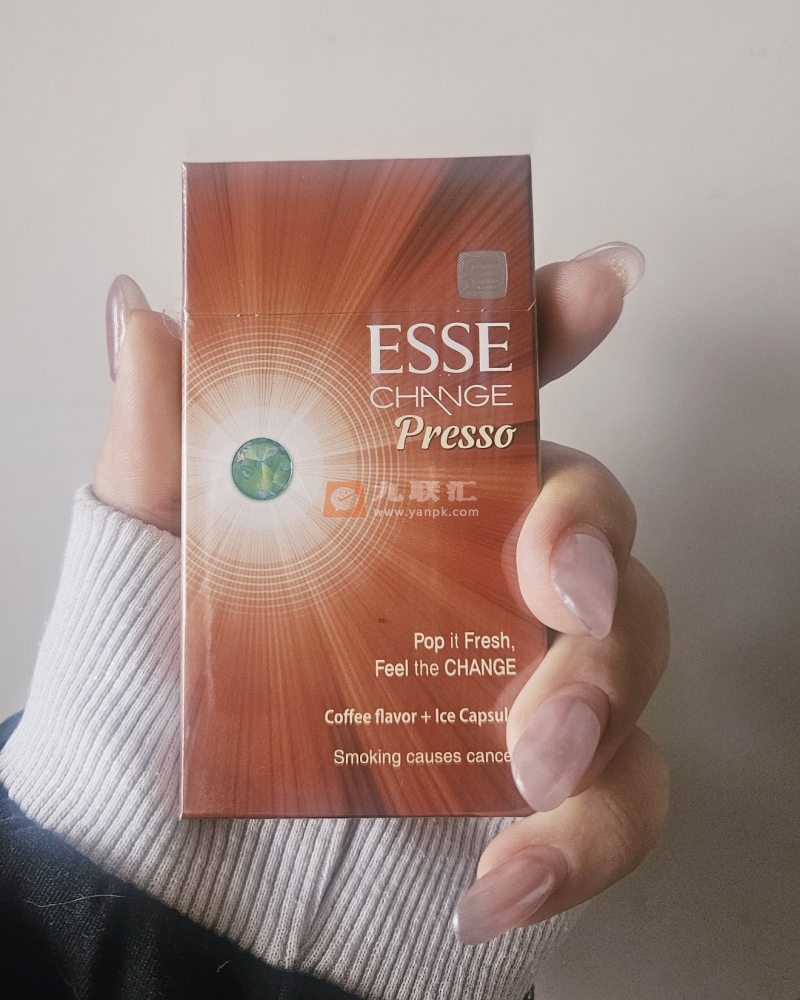 ESSE
CHANGE
Presso
九联汇
www.yanpk.com
Pop it Fresh,
Feel the CHANGE
Coffee flavor + Ice Capsul
Smoking causes cance